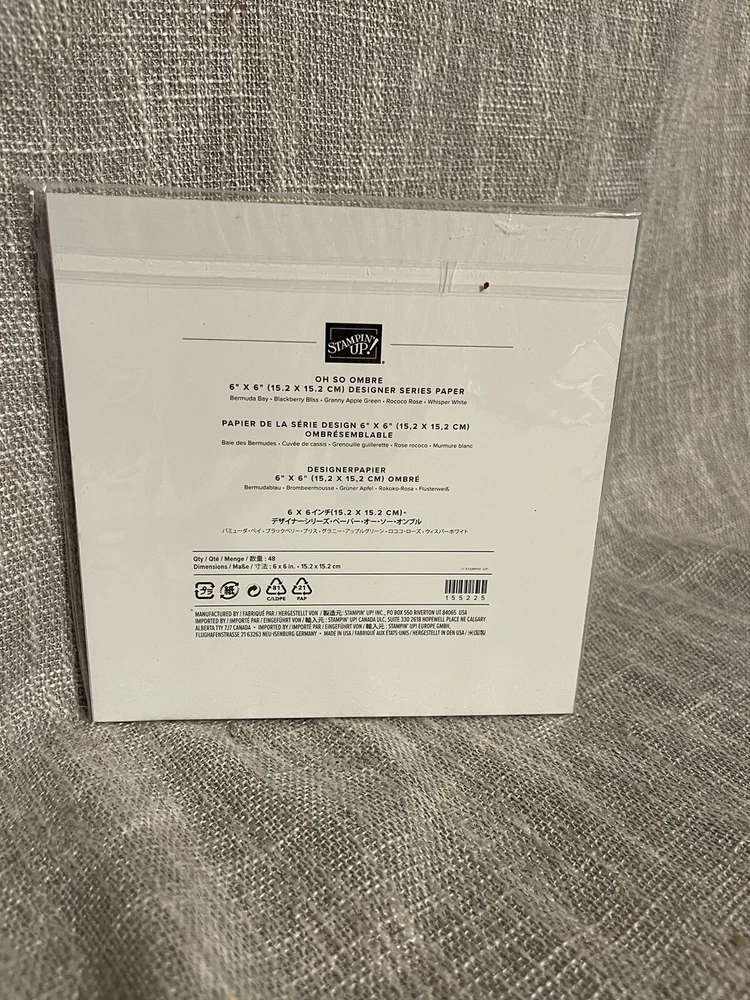 STAMPIN' UP!
OH SO OMBRE
6" X 6" (15.2 X 15.2 CM) DESIGNER SERIES PAPER
Bermuda Bay • Blackberry Bliss • Granny Apple Green • Rococo Rose • Whisper White
PAPIER DE LA SÉRIE DESIGN 6" X 6" (15,2 X 15,2 CM)
OMBRÉSEMBLABLE
Baie des Bermudes • Cuvée de cassis • Grenouille guillerette • Rose rococo • Murmure blanc
DESIGNERPAPIER
6" X 6" (15,2 X 15,2 CM) OMBRÉ
Bermudablau • Brombeermousse • Grüner Apfel • Rokoko-Rosa • Flüsterweiß
6 X 6インチ(15.2 X 15.2 CM)・
デザイナーシリーズ・ペーパー・オー・ソー・オンブル
バミューダ・ベイ・ブラックベリー・ブリス・グラニー・アップルグリーン・ロココ・ローズ・ウィスパーホワイト
Qty / Qté / Menge / 数量 : 48
Dimensions / Maße / 寸法 : 6 x 6 in. • 15.2 x 15.2 cm
© STAMPIN' UP!
プラ 紙 81 C/LDPE 21 PAP
155225
MANUFACTURED BY / FABRIQUÉ PAR / HERGESTELLT VON / 製造元: STAMPIN' UP! INC., PO BOX 550 RIVERTON UT 84065 USA
IMPORTED BY / IMPORTÉ PAR / EINGEFÜHRT VON / 輸入元 : STAMPIN' UP! CANADA ULC, SUITE 330 2618 HOPEWELL PLACE NE CALGARY
ALBERTA T1Y 7J7 CANADA • IMPORTED BY / IMPORTÉ PAR / EINGEFÜHRT VON / 輸入元 : STAMPIN' UP! EUROPE GMBH,
FLUGHAFENSTRASSE 21 63263 NEU-ISENBURG GERMANY • MADE IN USA / FABRIQUÉ AUX ÉTATS-UNIS / HERGESTELLT IN DEN USA / 米国製